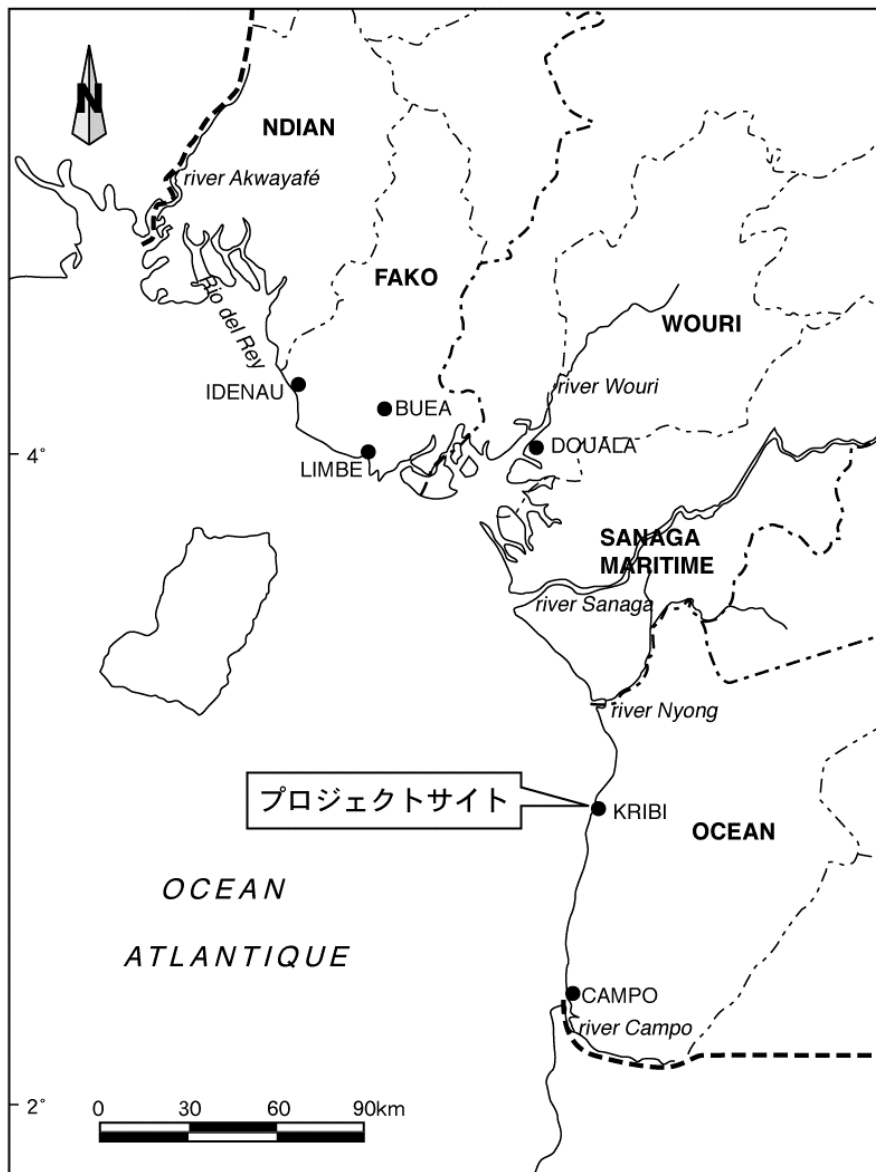 N
NDIAN
river Akwayafé
FAKO
Rio del Rey
WOURI
IDENAU
river Wouri
BUEA
4°
LIMBE
DOUALA
SANAGA
MARITIME
river Sanaga
river Nyong
プロジェクトサイト
KRIBI
OCEAN
OCEAN
ATLANTIQUE
CAMPO
river Campo
2°
0 30 60 90km